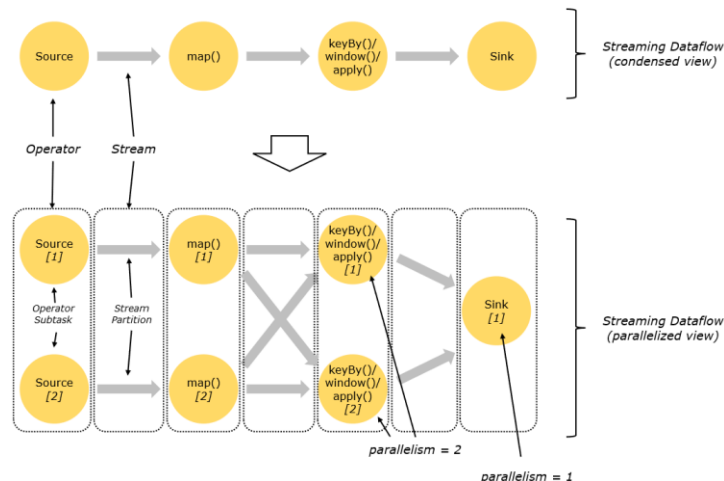 Source
map()
keyBy()/
window()/
apply()
Sink
Streaming Dataflow
(condensed view)
Operator
Stream
Source
[1]
map()
[1]
keyBy()/
window()/
apply()
[1]
Operator
Subtask
Stream
Partition
Sink
[1]
Streaming Dataflow
(parallelized view)
Source
[2]
map()
[2]
keyBy()/
window()/
apply()
[2]
parallelism = 2
parallelism = 1